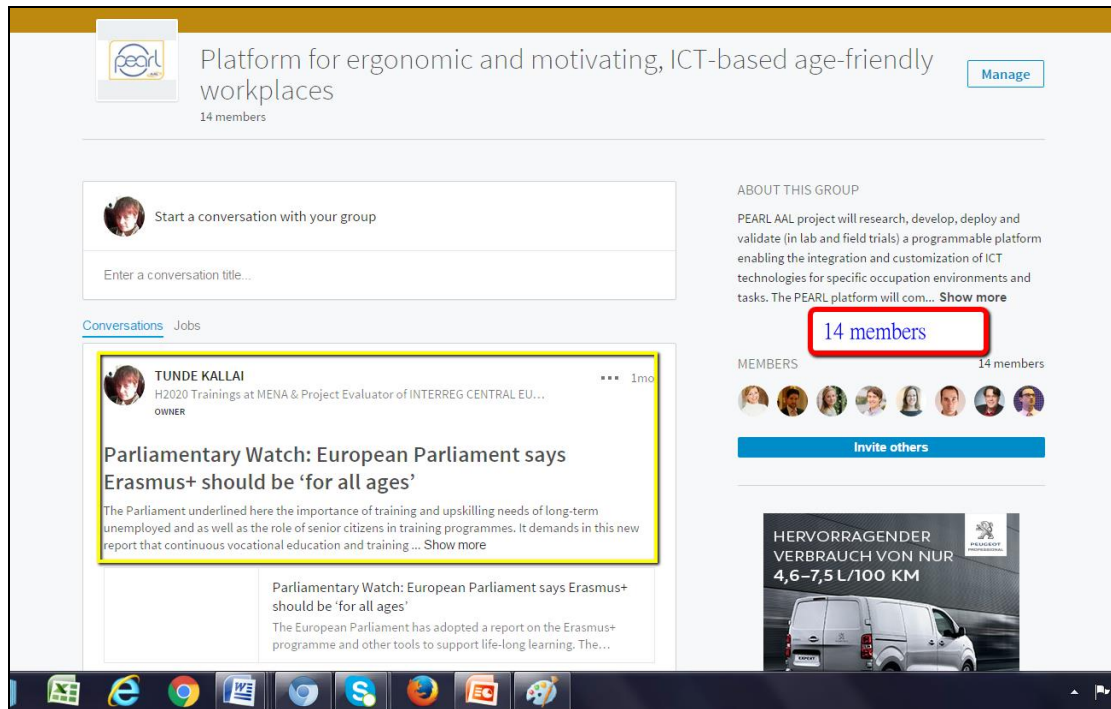 pearl
Platform for ergonomic and motivating, ICT-based age-friendly
workplaces
14 members
Manage
Start a conversation with your group
Enter a conversation title...
Conversations Jobs
TUNDE KALLAI
1mo
H2020 Trainings at MENA & Project Evaluator of INTERREG CENTRAL EU...
OWNER
Parliamentary Watch: European Parliament says
Erasmus+ should be ‘for all ages’
The Parliament underlined here the importance of training and upskilling needs of long-term
unemployed and as well as the role of senior citizens in training programmes. It demands in this new
report that continuous vocational education and training ... Show more
Parliamentary Watch: European Parliament says Erasmus+
should be ‘for all ages’
The European Parliament has adopted a report on the Erasmus+
programme and other tools to support life-long learning. The...
ABOUT THIS GROUP
PEARL AAL project will research, develop, deploy and
validate (in lab and field trials) a programmable platform
enabling the integration and customization of ICT
technologies for specific occupation environments and
tasks. The PEARL platform will com... Show more
14 members
MEMBERS 14 members
Invite others
HERVORRAGENDER
VERBRAUCH VON NUR
4,6–7,5 L/100 KM
PEUGEOT
PROFESSIONAL
EXPERT